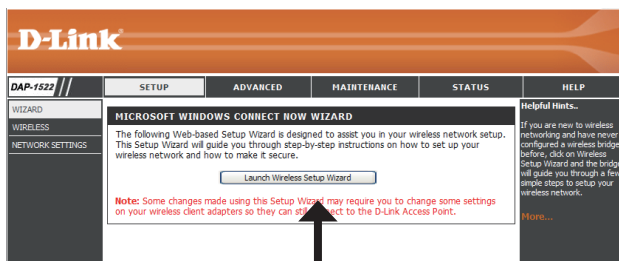 D-Link
DAP-1522
SETUP ADVANCED MAINTENANCE STATUS HELP
WIZARD
WIRELESS
NETWORK SETTINGS
MICROSOFT WINDOWS CONNECT NOW WIZARD
The following Web-based Setup Wizard is designed to assist you in your wireless network setup.
This Setup Wizard will guide you through step-by-step instructions on how to set up your
wireless network and how to make it secure.
Launch Wireless Setup Wizard
Note: Some changes made using this Setup Wizard may require you to change some settings
on your wireless client adapters so they can still connect to the D-Link Access Point.
Helpful Hints..
If you are new to wireless
networking and have never
configured a wireless bridge
before, click on Wireless
Setup Wizard and the bridge
will guide you through a few
simple steps to setup your
wireless network.
More...